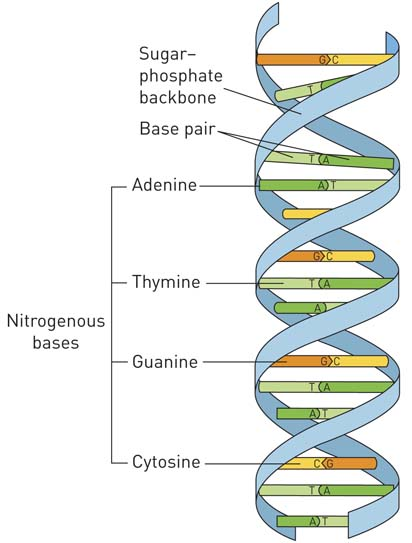 G C
Sugar–
phosphate
backbone
T
Base pair
T A
Adenine
A T
G C
Thymine
T A
A
Nitrogenous
bases
Guanine
G C
T A
A T
Cytosine
C G
T A
A T